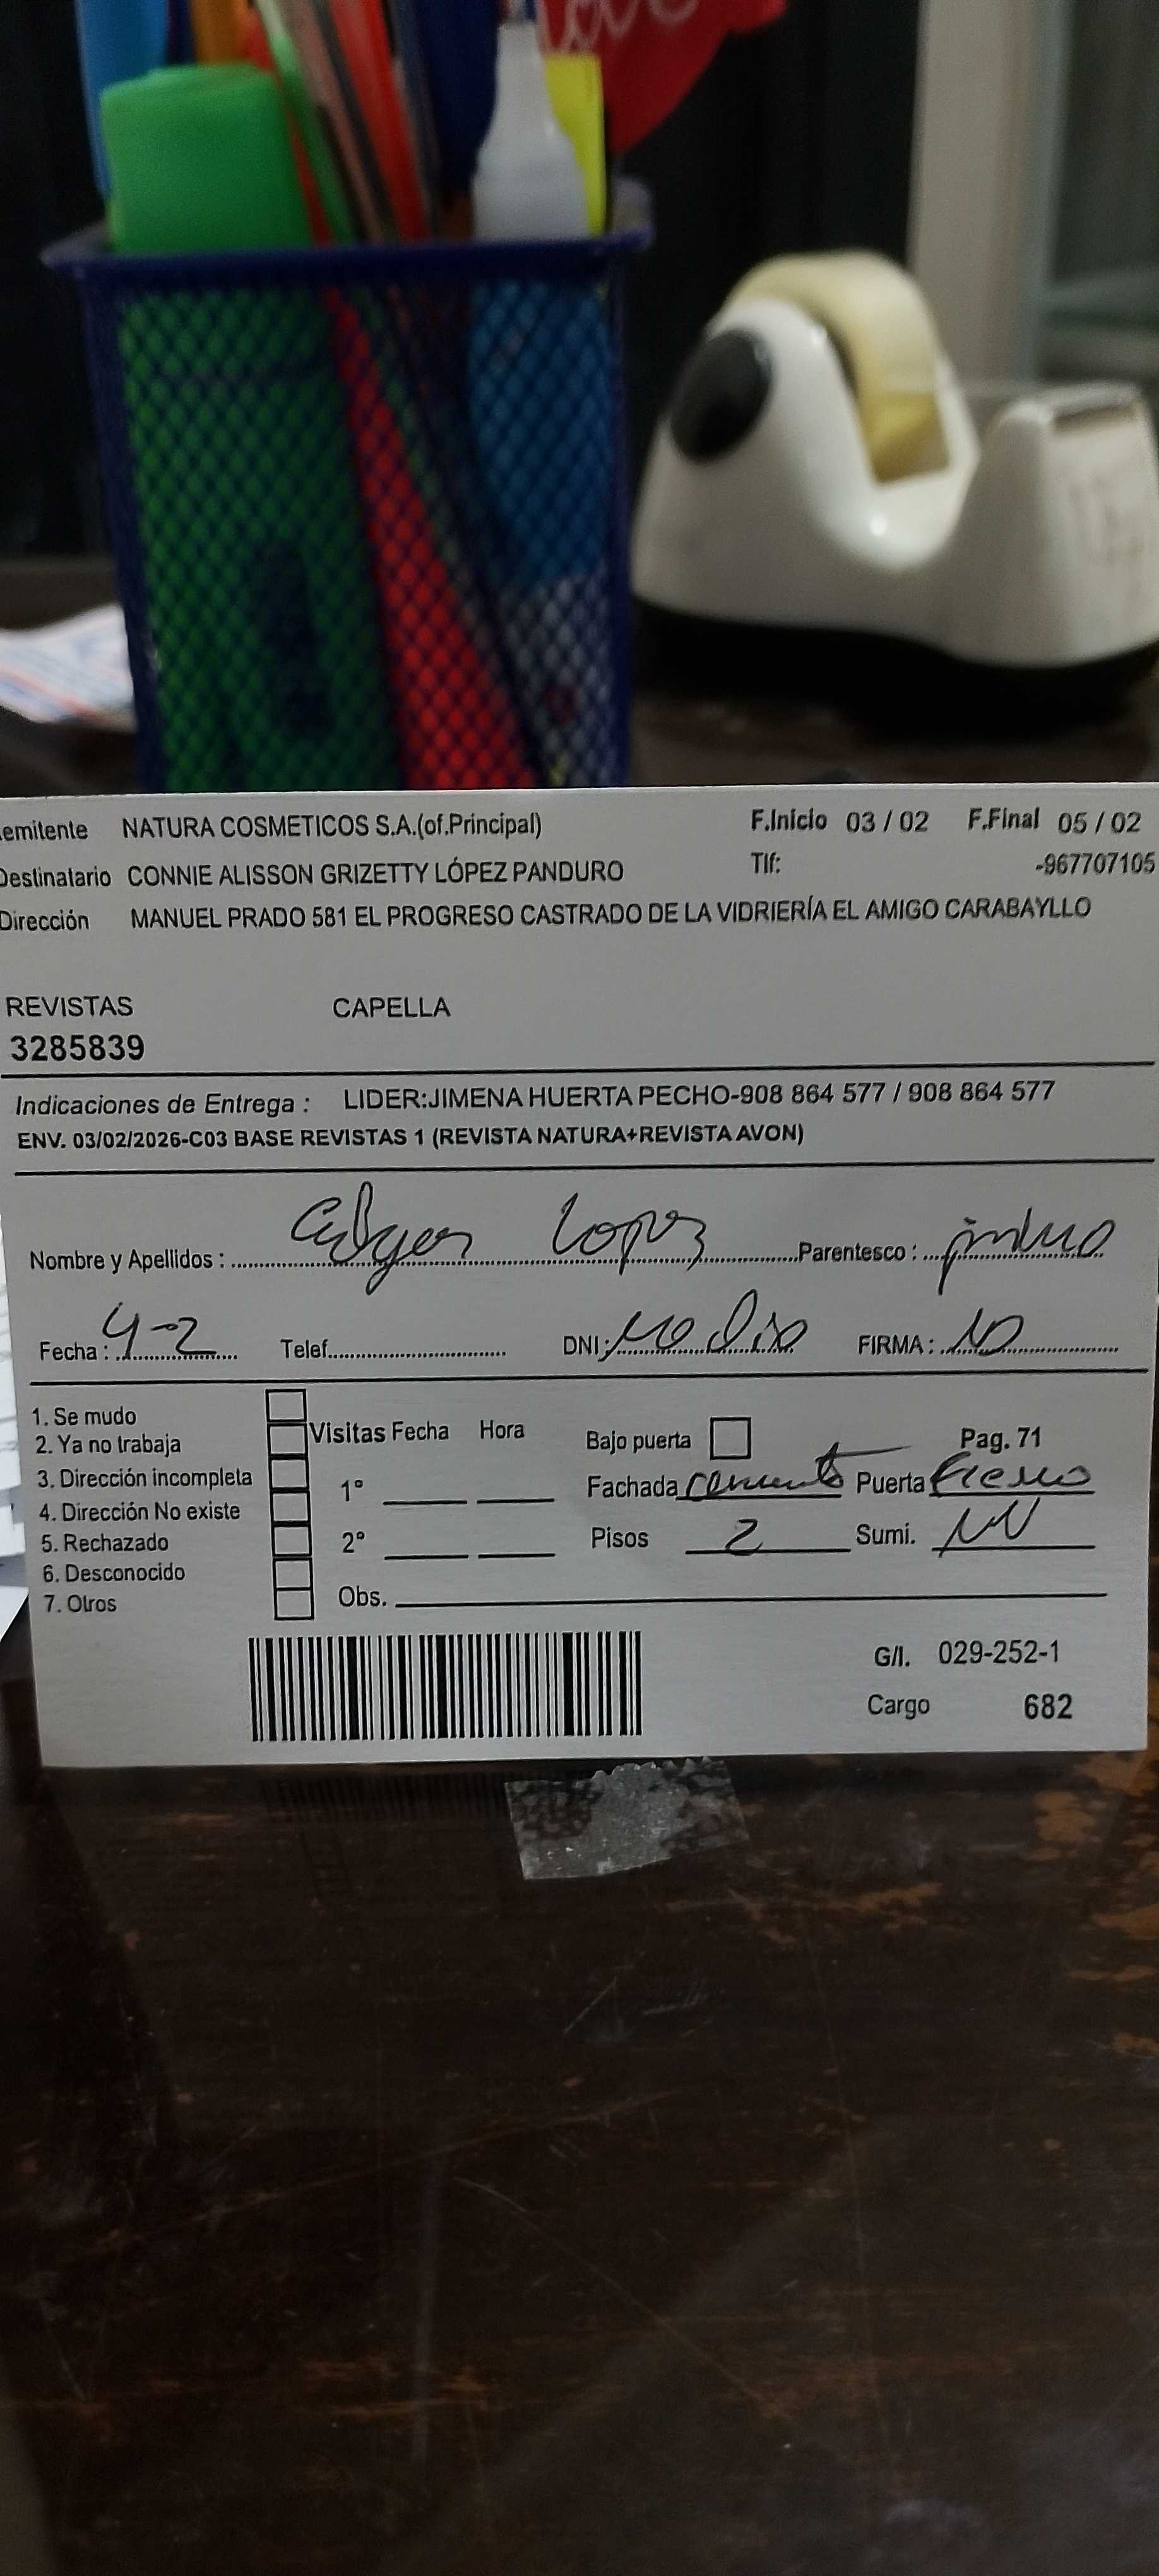 love
emitente NATURA COSMETICOS S.A.(of.Principal) F.Inicio 03 / 02 F.Final 05 / 02
Destinatario CONNIE ALISSON GRIZETTY LÓPEZ PANDURO Tlf: -967707105
Dirección MANUEL PRADO 581 EL PROGRESO CASTRADO DE LA VIDRIERÍA EL AMIGO CARABAYLLO
REVISTAS CAPELLA
3285839
Indicaciones de Entrega : LIDER:JIMENA HUERTA PECHO-908 864 577 / 908 864 577
ENV. 03/02/2026-C03 BASE REVISTAS 1 (REVISTA NATURA+REVISTA AVON)
Nombre y Apellidos : Lopez Parentesco :
Fecha : 4-2 Telef. DNI: no dio FIRMA :
1. Se mudo
2. Ya no trabaja Visitas Fecha Hora Bajo puerta Pag. 71
3. Dirección incompleta 1° Fachada cemento Puerta fierro
4. Dirección No existe
5. Rechazado 2° Pisos 2 Sumi.
6. Desconocido
7. Otros Obs.
G/I. 029-252-1
Cargo 682